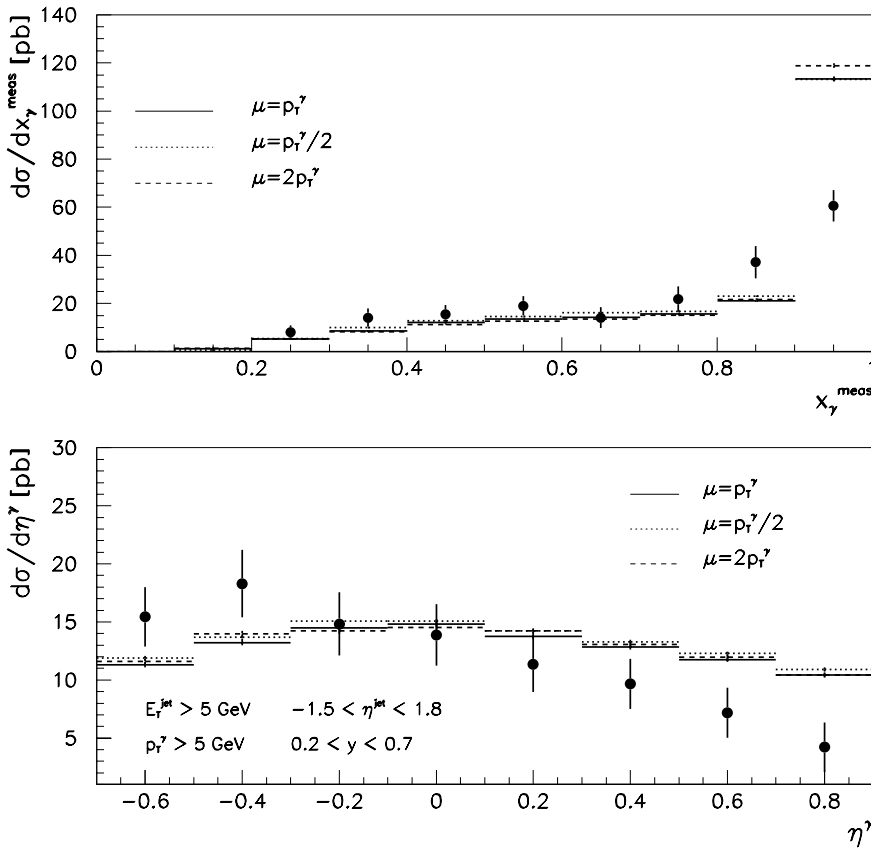 dσ/dx_γ^meas [pb]
140
120
100
80
60
40
20
0
μ=p_T^γ
μ=p_T^γ/2
μ=2p_T^γ
0 0.2 0.4 0.6 0.8 1
x_γ^meas
dσ/dη^γ [pb]
30
25
20
15
10
5
μ=p_T^γ
μ=p_T^γ/2
μ=2p_T^γ
E_T^jet > 5 GeV -1.5 < η^jet < 1.8
p_T^γ > 5 GeV 0.2 < y < 0.7
−0.6 −0.4 −0.2 0 0.2 0.4 0.6 0.8
η^γ